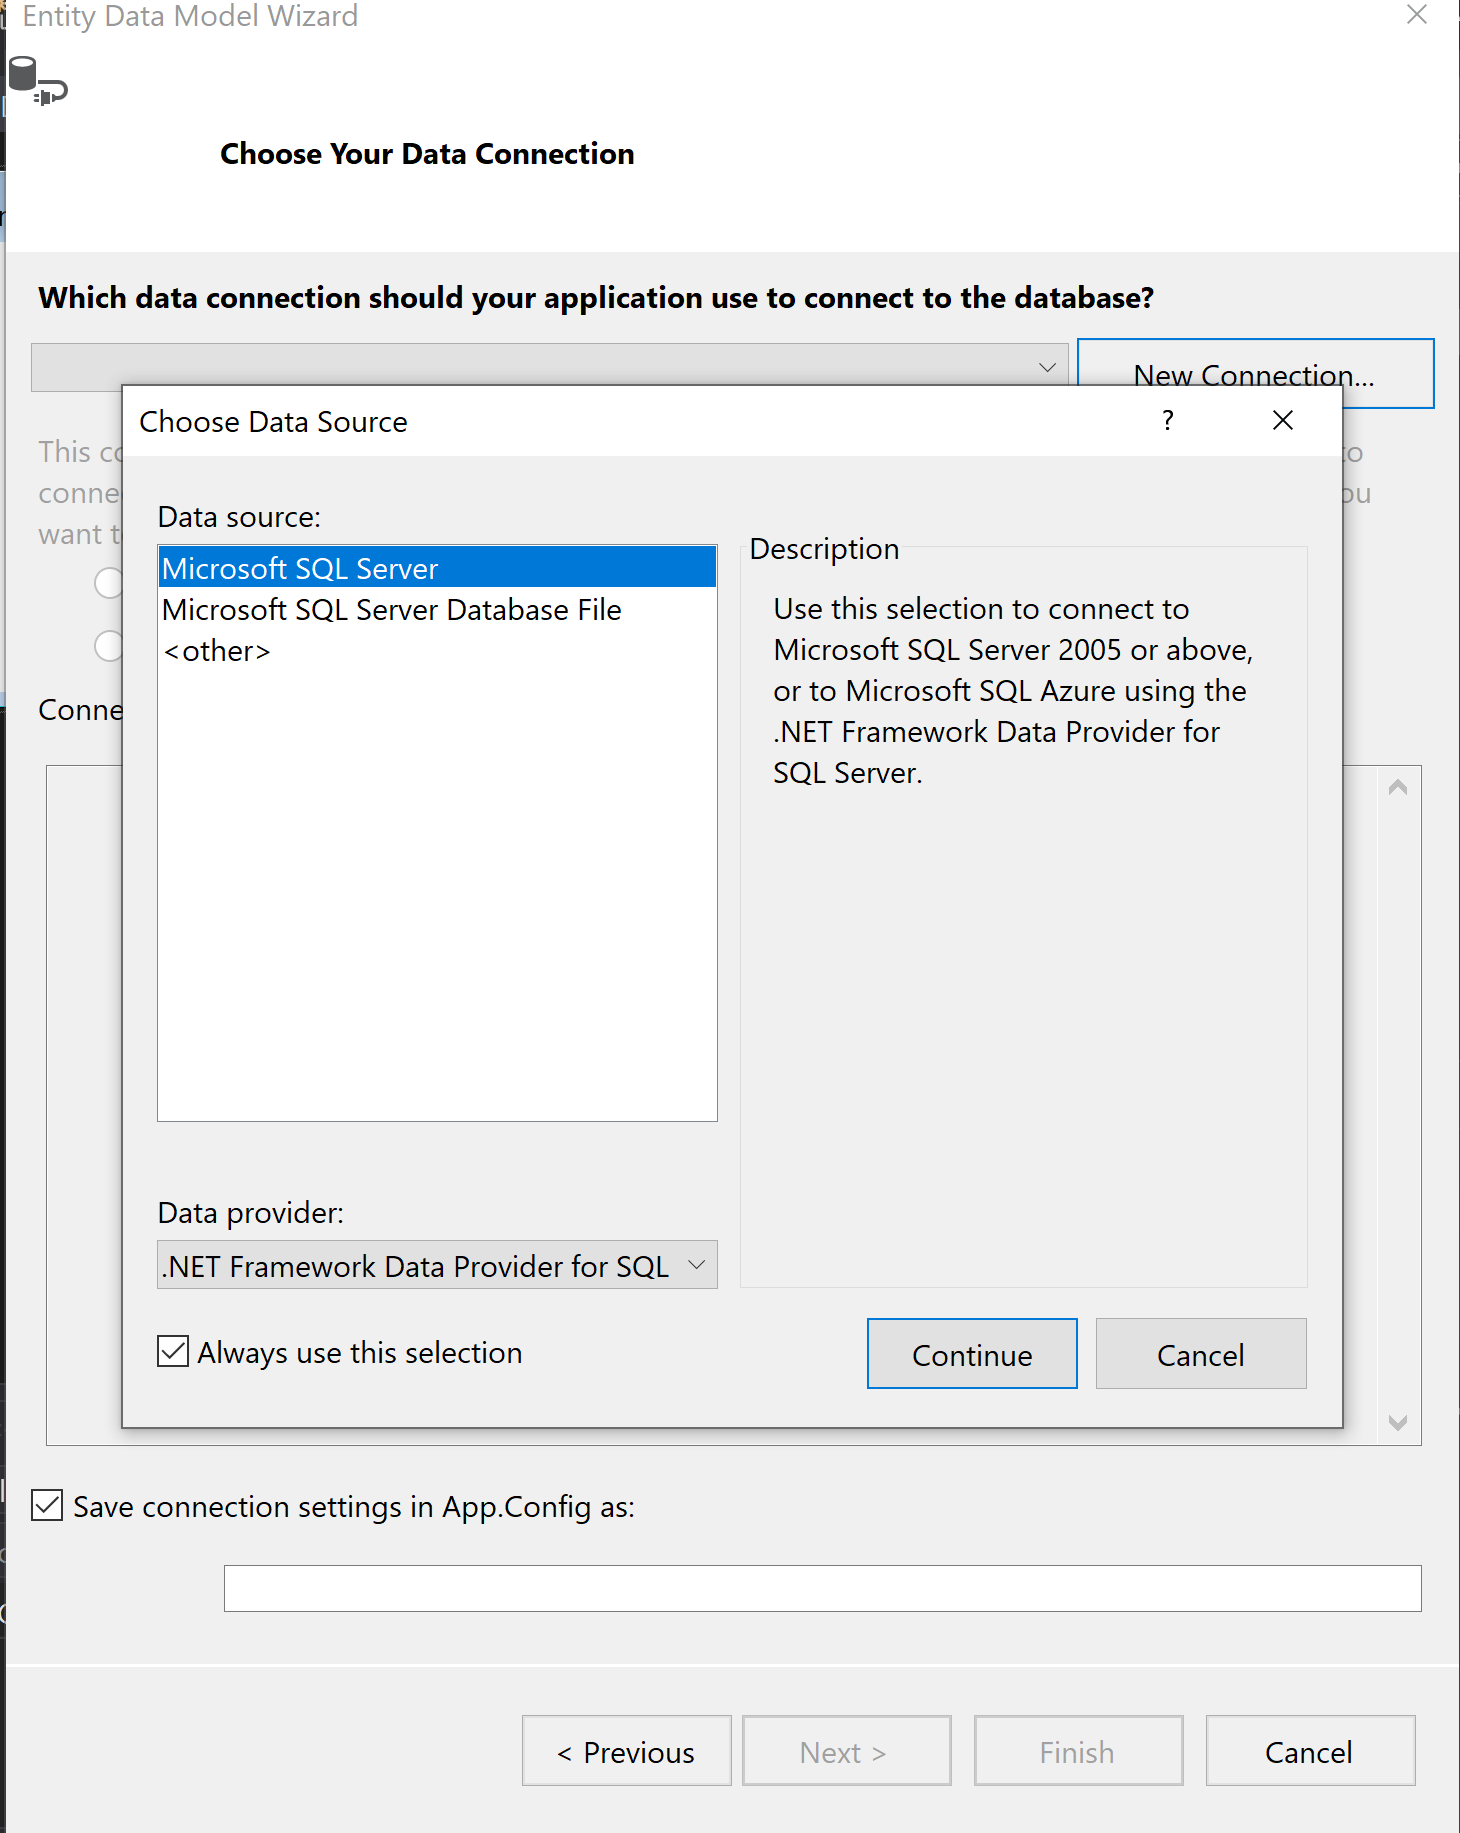 Entity Data Model Wizard
Choose Your Data Connection
Which data connection should your application use to connect to the database?
New Connection...
Choose Data Source
?
This
to
want
Data source:
Microsoft SQL Server
Microsoft SQL Server Database File
<other>
Description
Use this selection to connect to
Microsoft SQL Server 2005 or above,
or to Microsoft SQL Azure using the
.NET Framework Data Provider for
SQL Server.
Data provider:
.NET Framework Data Provider for SQL
Always use this selection
Continue
Cancel
Save connection settings in App.Config as:
< Previous
Next >
Finish
Cancel